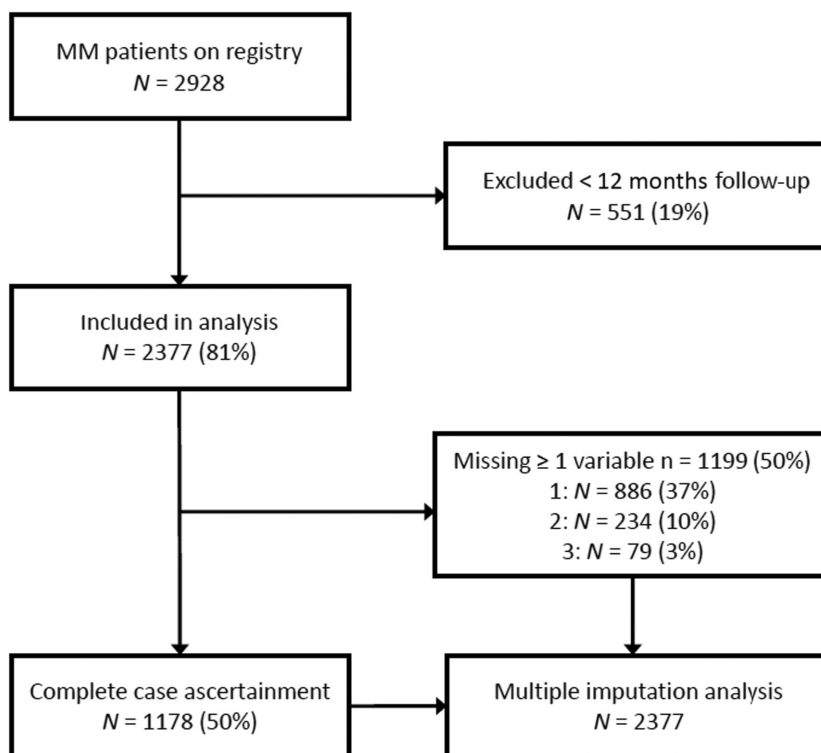 MM patients on registry
N = 2928
Excluded < 12 months follow-up
N = 551 (19%)
Included in analysis
N = 2377 (81%)
Missing ≥ 1 variable n = 1199 (50%)
1: N = 886 (37%)
2: N = 234 (10%)
3: N = 79 (3%)
Complete case ascertainment
N = 1178 (50%)
Multiple imputation analysis
N = 2377